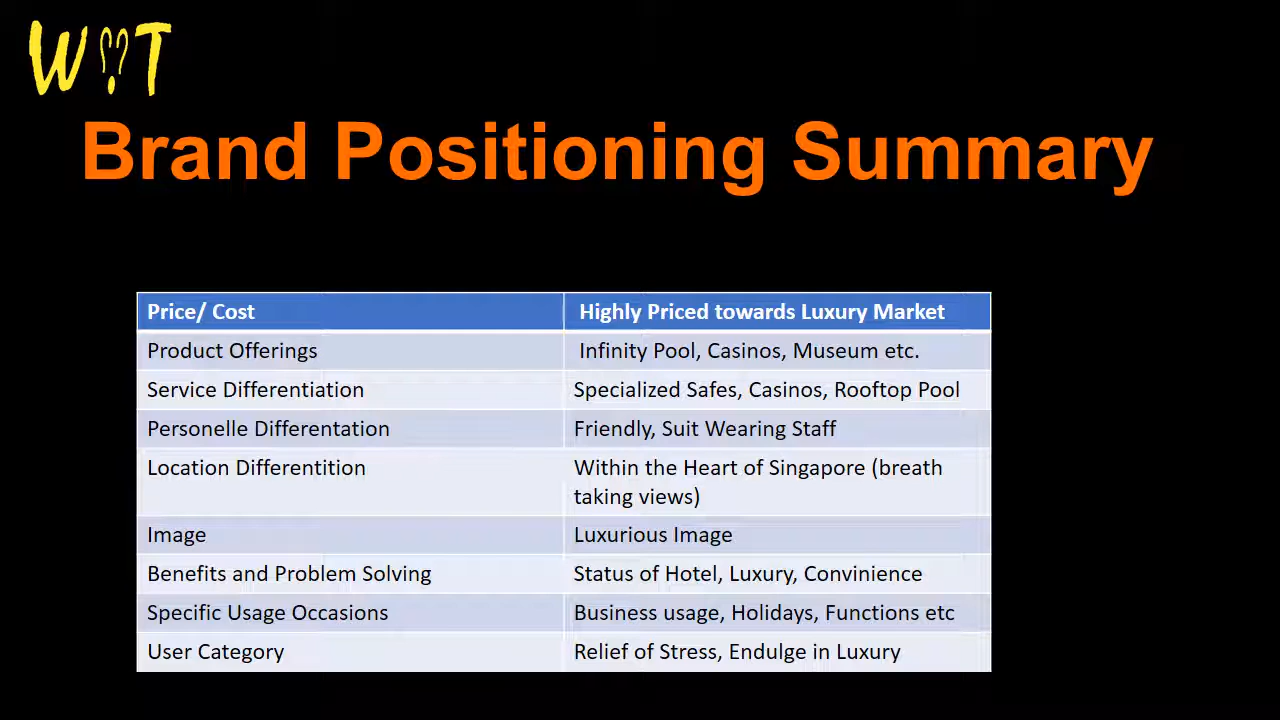 W T
Brand Positioning Summary
Price/ Cost Highly Priced towards Luxury Market
Product Offerings Infinity Pool, Casinos, Museum etc.
Service Differentiation Specialized Safes, Casinos, Rooftop Pool
Personelle Differentation Friendly, Suit Wearing Staff
Location Differentition Within the Heart of Singapore (breath
taking views)
Image Luxurious Image
Benefits and Problem Solving Status of Hotel, Luxury, Convinience
Specific Usage Occasions Business usage, Holidays, Functions etc
User Category Relief of Stress, Endulge in Luxury